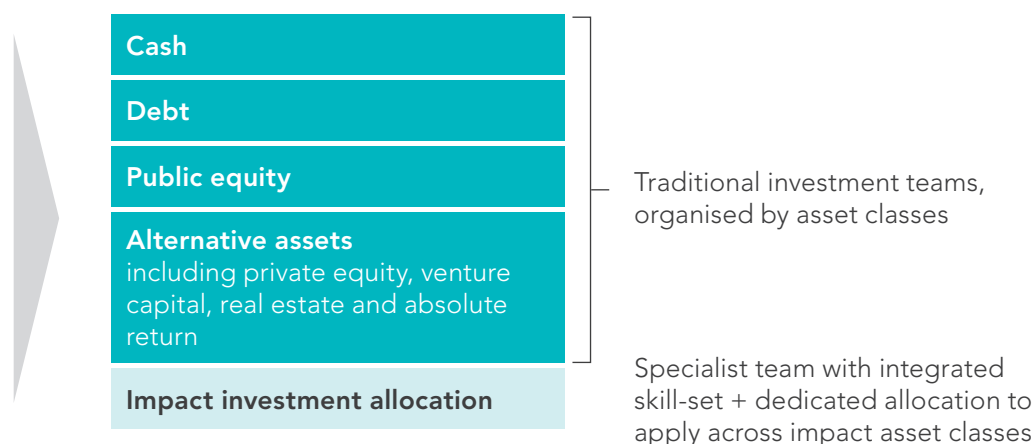 Cash
Debt
Public equity
Alternative assets
including private equity, venture
capital, real estate and absolute
return
Traditional investment teams,
organised by asset classes
Impact investment allocation
Specialist team with integrated
skill-set + dedicated allocation to
apply across impact asset classes